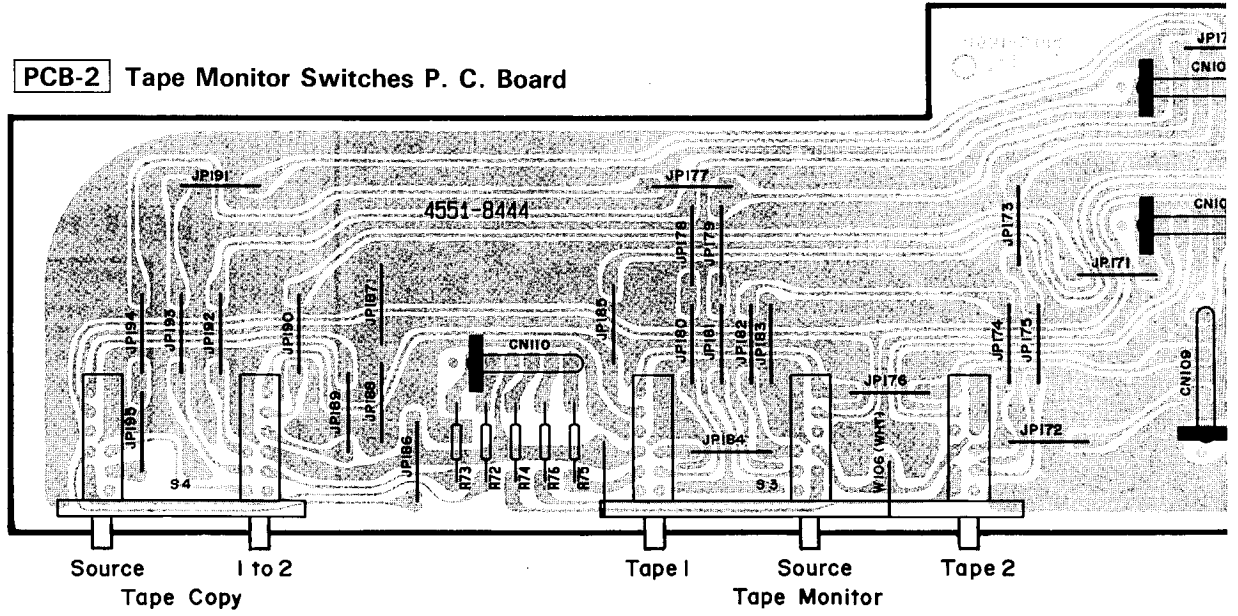 PCB-2 Tape Monitor Switches P. C. Board
JP17
CN10
JP191
JP177
4551-8444
JP178
JP179
JP173
CN10
JP171
JP187
JP185
JP194
JP193
JP192
JP190
JP180
JP181
JP182
JP183
JP174
JP175
CN110
CN109
JP176
JP195
JP189
JP188
JP186
JP184
JP172
W106 (WHT)
R73
R72
R74
R76
R75
S4
S3
Source
1 to 2
Tape 1
Source
Tape 2
Tape Copy
Tape Monitor